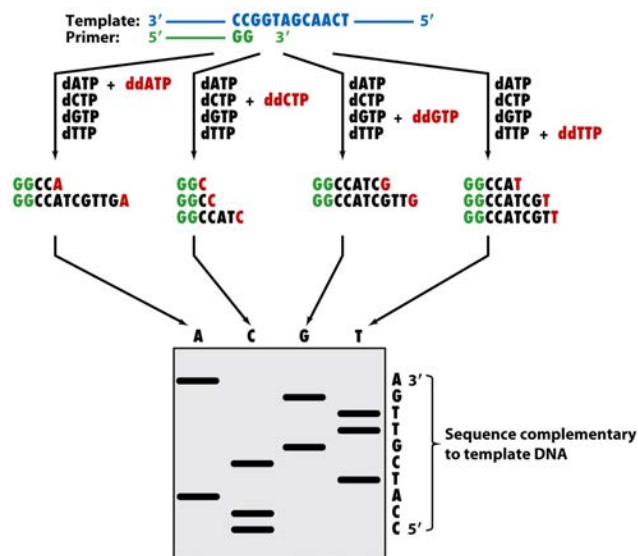 Template: 3′ CCGGTAGCAACT 5′
Primer: 5′ GG 3′
dATP + ddATP
dCTP
dGTP
dTTP
dATP
dCTP + ddCTP
dGTP
dTTP
dATP
dCTP
dGTP + ddGTP
dTTP
dATP
dCTP
dGTP
dTTP + ddTTP
GGCCA
GGCCATCGTTGA
GGC
GGCC
GGCCATC
GGCCATCG
GGCCATCGTTG
GGCCAT
GGCCATCGT
GGCCATCGTT
A C G T
A 3′
G
T
T
G
C
T
A
C
C 5′
Sequence complementary
to template DNA